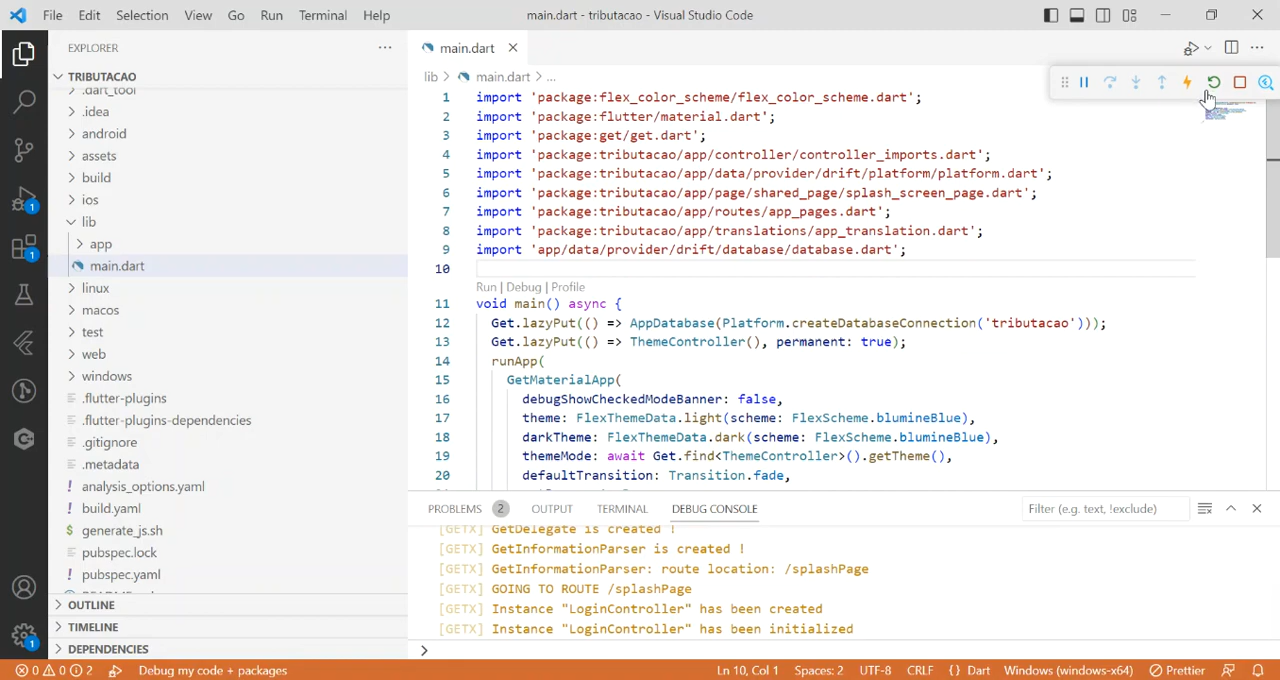 File Edit Selection View Go Run Terminal Help
main.dart - tributacao - Visual Studio Code
EXPLORER
TRIBUTACAO
.dart_tool
.idea
android
assets
build
ios
lib
app
main.dart
linux
macos
test
web
windows
.flutter-plugins
.flutter-plugins-dependencies
.gitignore
.metadata
analysis_options.yaml
build.yaml
generate_js.sh
pubspec.lock
pubspec.yaml
OUTLINE
TIMELINE
DEPENDENCIES
1
1
1
main.dart
lib > main.dart > ...
1 import 'package:flex_color_scheme/flex_color_scheme.dart';
2 import 'package:flutter/material.dart';
3 import 'package:get/get.dart';
4 import 'package:tributacao/app/controller/controller_imports.dart';
5 import 'package:tributacao/app/data/provider/drift/platform/platform.dart';
6 import 'package:tributacao/app/page/shared_page/splash_screen_page.dart';
7 import 'package:tributacao/app/routes/app_pages.dart';
8 import 'package:tributacao/app/translations/app_translation.dart';
9 import 'app/data/provider/drift/database/database.dart';
10
Run | Debug | Profile
11 void main() async {
12 Get.lazyPut(() => AppDatabase(Platform.createDatabaseConnection('tributacao')));
13 Get.lazyPut(() => ThemeController(), permanent: true);
14 runApp(
15 GetMaterialApp(
16 debugShowCheckedModeBanner: false,
17 theme: FlexThemeData.light(scheme: FlexScheme.blumineBlue),
18 darkTheme: FlexThemeData.dark(scheme: FlexScheme.blumineBlue),
19 themeMode: await Get.find<ThemeController>().getTheme(),
20 defaultTransition: Transition.fade,
PROBLEMS 2 OUTPUT TERMINAL DEBUG CONSOLE Filter (e.g. text, !exclude)
[GETX] GetDelegate is created !
[GETX] GetInformationParser is created !
[GETX] GetInformationParser: route location: /splashPage
[GETX] GOING TO ROUTE /splashPage
[GETX] Instance "LoginController" has been created
[GETX] Instance "LoginController" has been initialized
>
0 0 2 Debug my code + packages Ln 10, Col 1 Spaces: 2 UTF-8 CRLF {} Dart Windows (windows-x64) Prettier